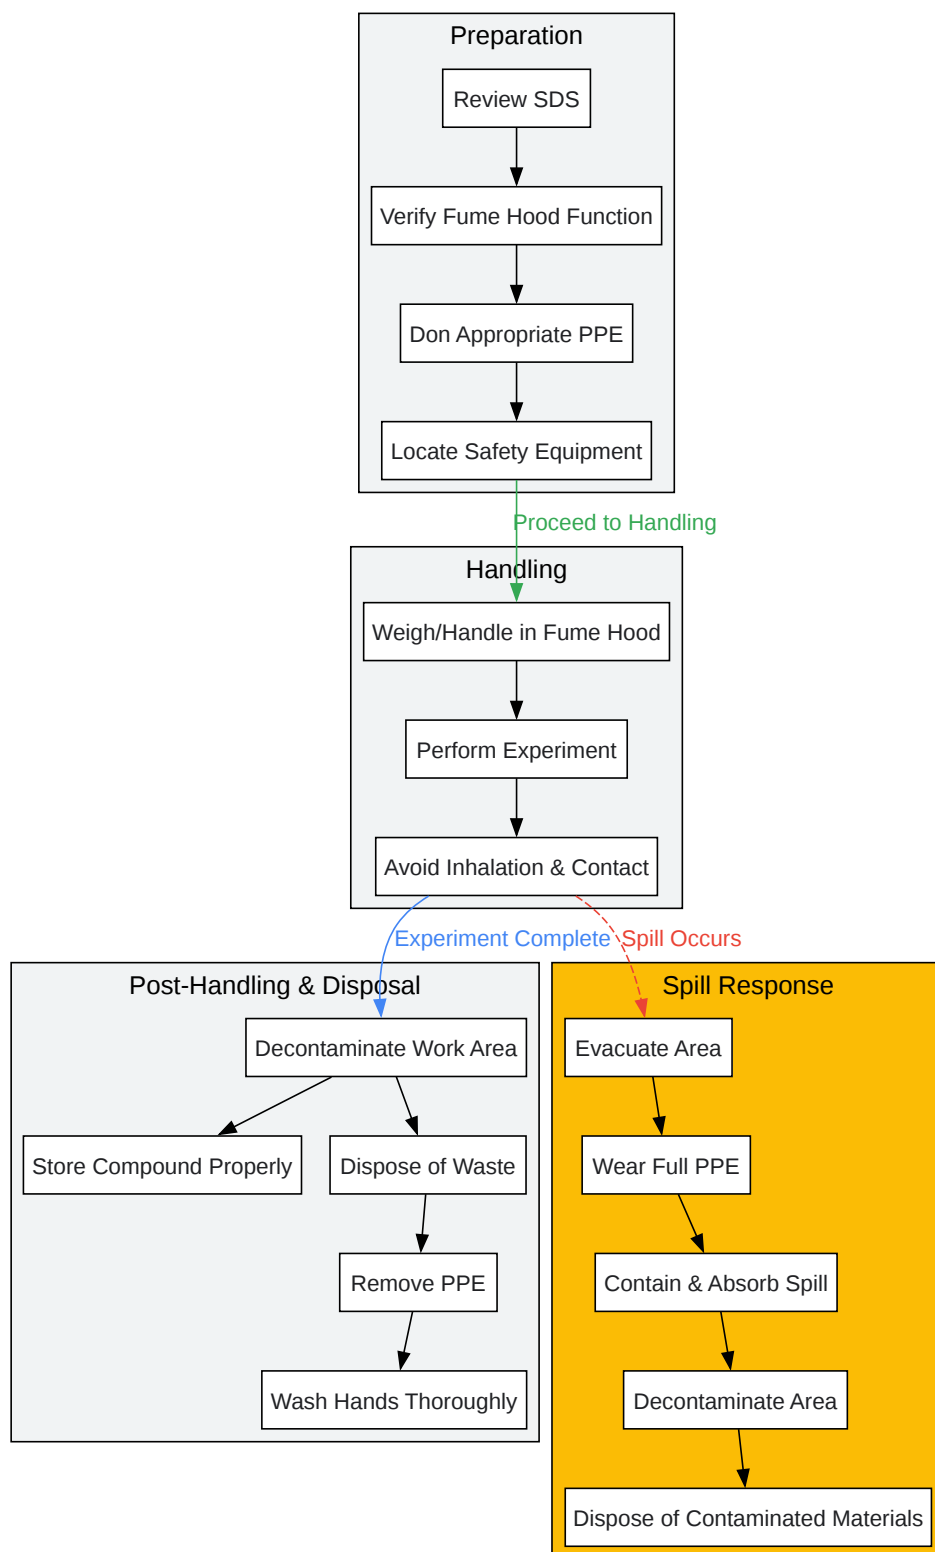 Preparation
Review SDS
Verify Fume Hood Function
Don Appropriate PPE
Locate Safety Equipment
Proceed to Handling
Handling
Weigh/Handle in Fume Hood
Perform Experiment
Avoid Inhalation & Contact
Experiment Complete
Spill Occurs
Post-Handling & Disposal
Decontaminate Work Area
Store Compound Properly
Dispose of Waste
Remove PPE
Wash Hands Thoroughly
Spill Response
Evacuate Area
Wear Full PPE
Contain & Absorb Spill
Decontaminate Area
Dispose of Contaminated Materials